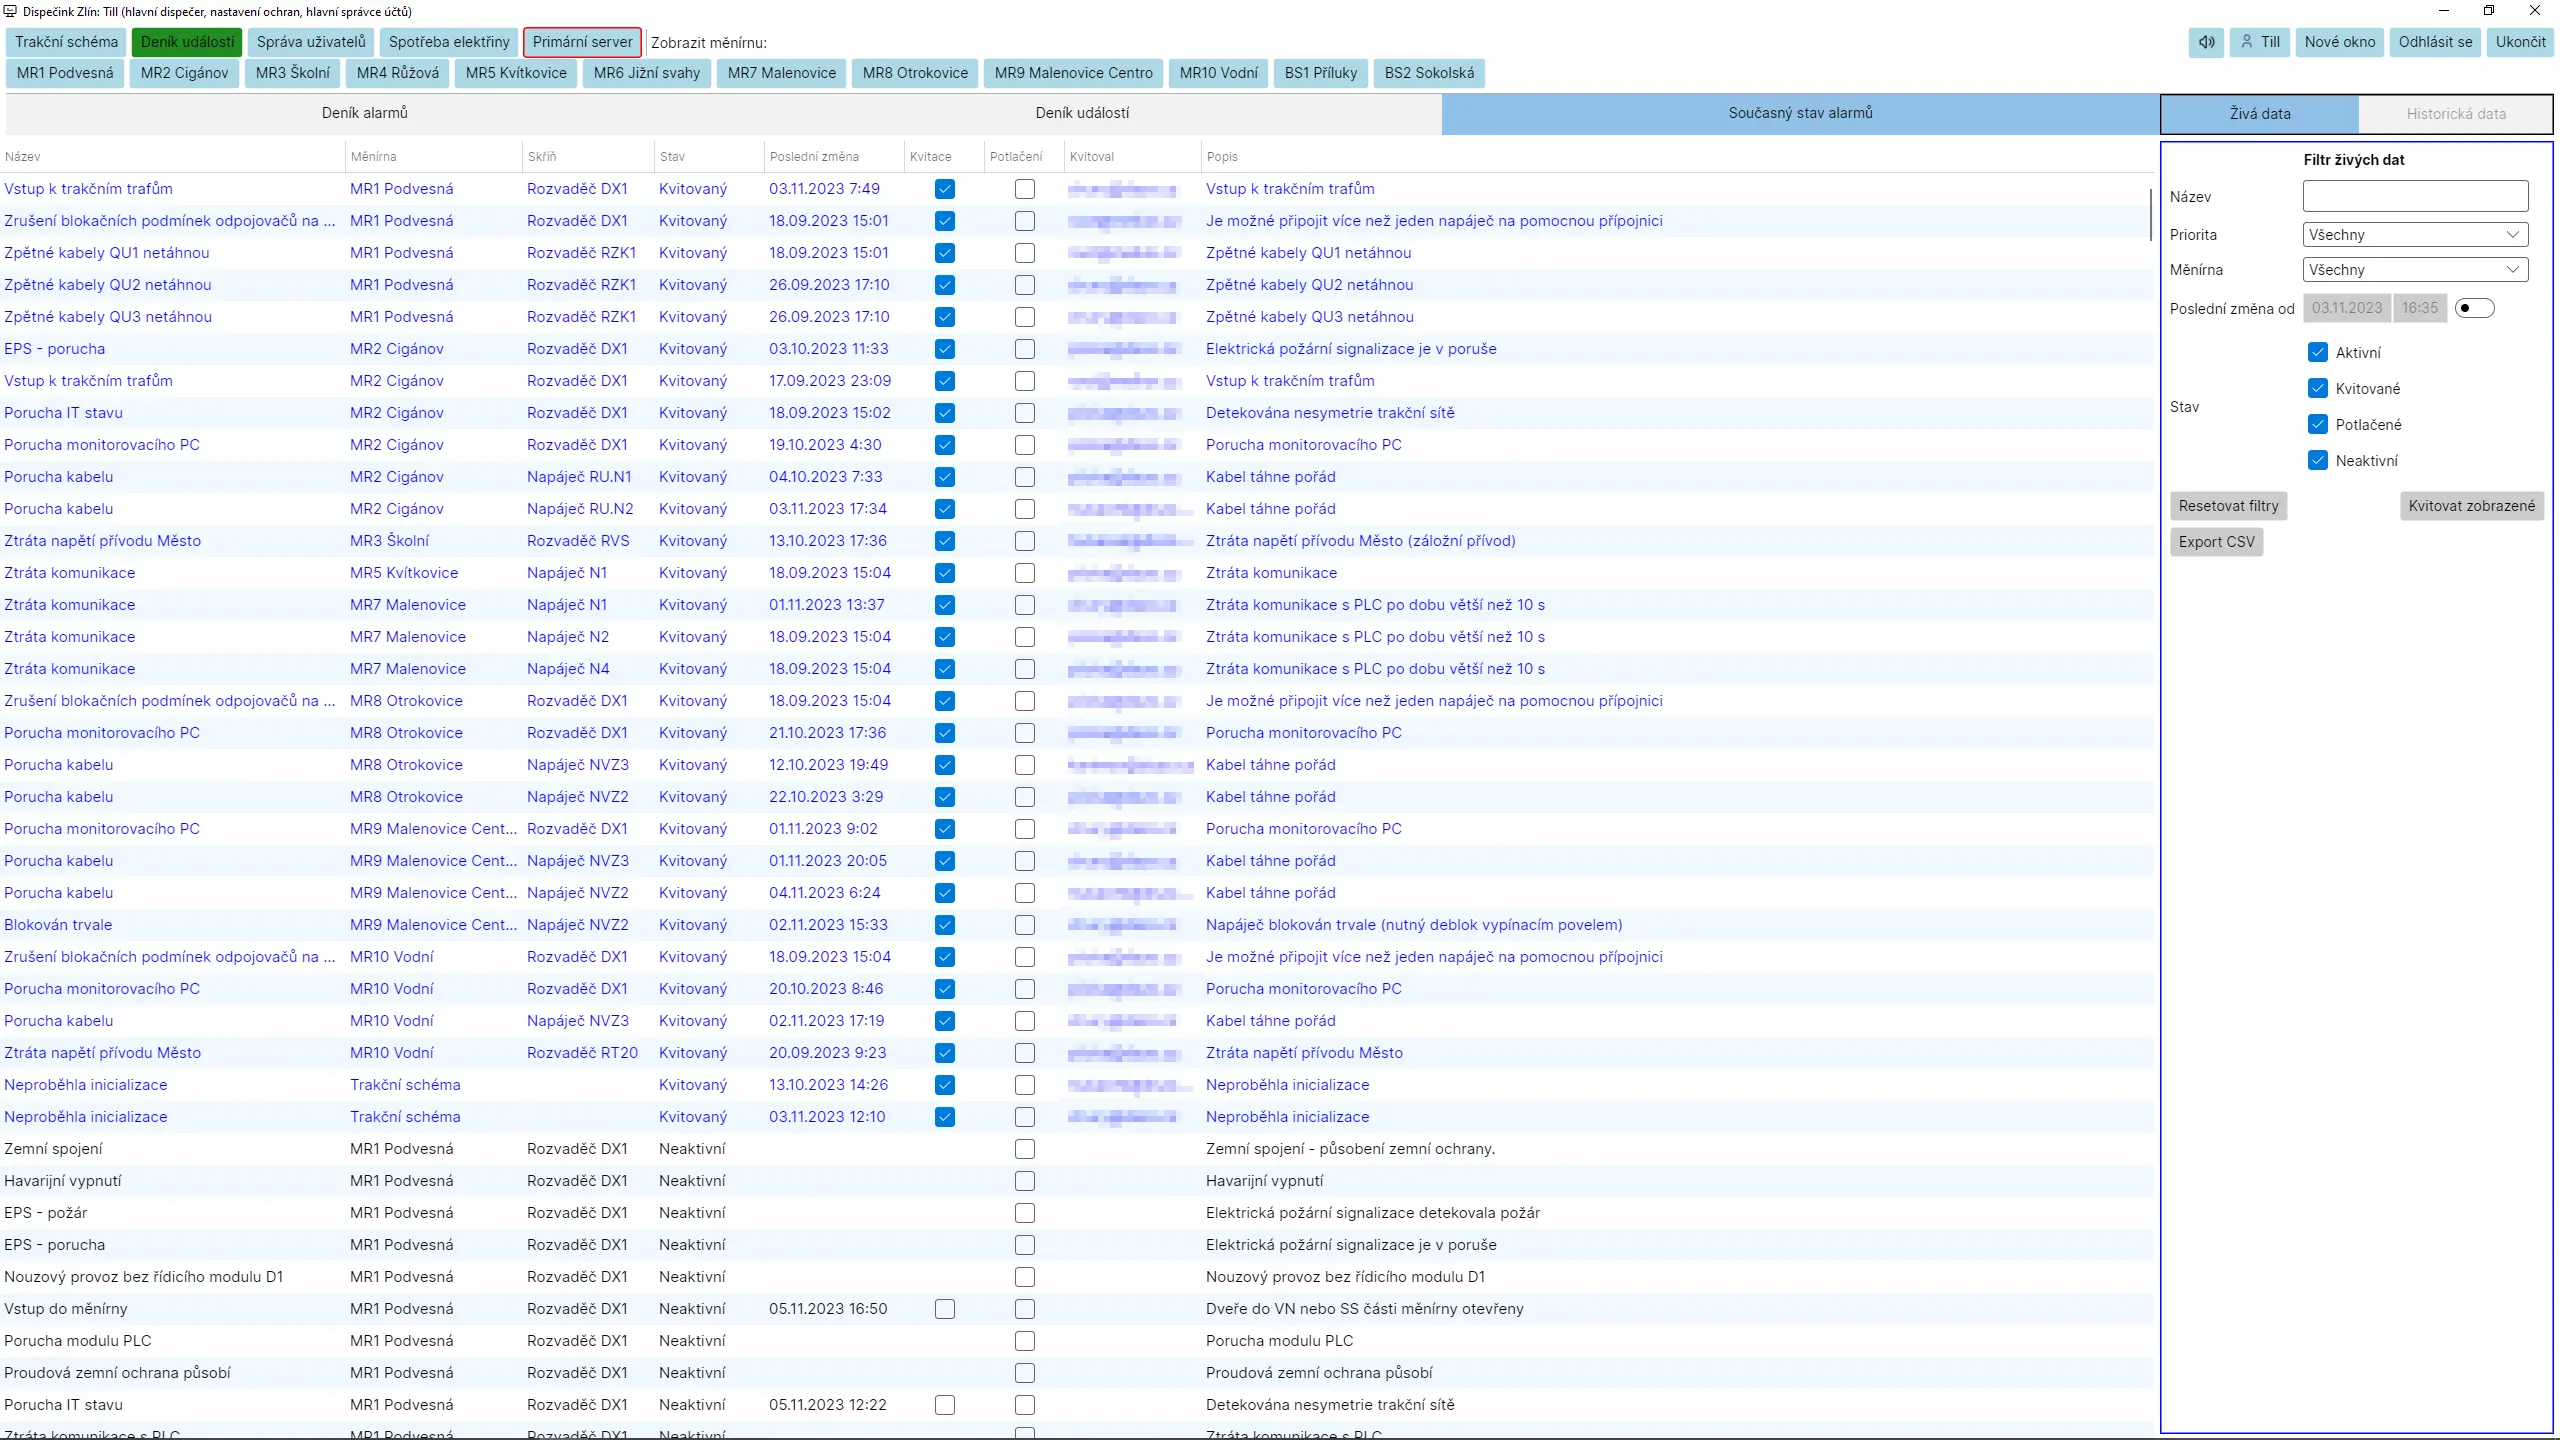 Dispečink Zlín: Till (hlavní dispečer, nastavení ochran, hlavní správce účtů)
Trakční schéma Deník událostí Správa uživatelů Spotřeba elektřiny Primární server Zobrazit měnírnu: Till Nové okno Odhlásit se Ukončit
MR1 Podvesná MR2 Cigánov MR3 Školní MR4 Růžová MR5 Kvítkovice MR6 Jižní svahy MR7 Malenovice MR8 Otrokovice MR9 Malenovice Centro MR10 Vodní BS1 Příluky BS2 Sokolská
Deník alarmů Deník událostí Současný stav alarmů Živá data Historická data
Název Měnírna Skříň Stav Poslední změna Kvitace Potlačení Kvitoval Popis
Vstup k trakčním trafům MR1 Podvesná Rozvaděč DX1 Kvitovaný 03.11.2023 7:49 Vstup k trakčním trafům
Zrušení blokačních podmínek odpojovačů na ... MR1 Podvesná Rozvaděč DX1 Kvitovaný 18.09.2023 15:01 Je možné připojit více než jeden napáječ na pomocnou přípojnici
Zpětné kabely QU1 netáhnou MR1 Podvesná Rozvaděč RZK1 Kvitovaný 18.09.2023 15:01 Zpětné kabely QU1 netáhnou
Zpětné kabely QU2 netáhnou MR1 Podvesná Rozvaděč RZK1 Kvitovaný 26.09.2023 17:10 Zpětné kabely QU2 netáhnou
Zpětné kabely QU3 netáhnou MR1 Podvesná Rozvaděč RZK1 Kvitovaný 26.09.2023 17:10 Zpětné kabely QU3 netáhnou
EPS - porucha MR2 Cigánov Rozvaděč DX1 Kvitovaný 03.10.2023 11:33 Elektrická požární signalizace je v poruše
Vstup k trakčním trafům MR2 Cigánov Rozvaděč DX1 Kvitovaný 17.09.2023 23:09 Vstup k trakčním trafům
Porucha IT stavu MR2 Cigánov Rozvaděč DX1 Kvitovaný 18.09.2023 15:02 Detekována nesymetrie trakční sítě
Porucha monitorovacího PC MR2 Cigánov Rozvaděč DX1 Kvitovaný 19.10.2023 4:30 Porucha monitorovacího PC
Porucha kabelu MR2 Cigánov Napáječ RU.N1 Kvitovaný 04.10.2023 7:33 Kabel táhne pořád
Porucha kabelu MR2 Cigánov Napáječ RU.N2 Kvitovaný 03.11.2023 17:34 Kabel táhne pořád
Ztráta napětí přívodu Město MR3 Školní Rozvaděč RVS Kvitovaný 13.10.2023 17:36 Ztráta napětí přívodu Město (záložní přívod)
Ztráta komunikace MR5 Kvítkovice Napáječ N1 Kvitovaný 18.09.2023 15:04 Ztráta komunikace
Ztráta komunikace MR7 Malenovice Napáječ N1 Kvitovaný 01.11.2023 13:37 Ztráta komunikace s PLC po dobu větší než 10 s
Ztráta komunikace MR7 Malenovice Napáječ N2 Kvitovaný 18.09.2023 15:04 Ztráta komunikace s PLC po dobu větší než 10 s
Ztráta komunikace MR7 Malenovice Napáječ N4 Kvitovaný 18.09.2023 15:04 Ztráta komunikace s PLC po dobu větší než 10 s
Zrušení blokačních podmínek odpojovačů na ... MR8 Otrokovice Rozvaděč DX1 Kvitovaný 18.09.2023 15:04 Je možné připojit více než jeden napáječ na pomocnou přípojnici
Porucha monitorovacího PC MR8 Otrokovice Rozvaděč DX1 Kvitovaný 21.10.2023 17:36 Porucha monitorovacího PC
Porucha kabelu MR8 Otrokovice Napáječ NVZ3 Kvitovaný 12.10.2023 19:49 Kabel táhne pořád
Porucha kabelu MR8 Otrokovice Napáječ NVZ2 Kvitovaný 22.10.2023 3:29 Kabel táhne pořád
Porucha monitorovacího PC MR9 Malenovice Cent... Rozvaděč DX1 Kvitovaný 01.11.2023 9:02 Porucha monitorovacího PC
Porucha kabelu MR9 Malenovice Cent... Napáječ NVZ3 Kvitovaný 01.11.2023 20:05 Kabel táhne pořád
Porucha kabelu MR9 Malenovice Cent... Napáječ NVZ2 Kvitovaný 04.11.2023 6:24 Kabel táhne pořád
Blokován trvale MR9 Malenovice Cent... Napáječ NVZ2 Kvitovaný 02.11.2023 15:33 Napáječ blokován trvale (nutný deblok vypínacím povelem)
Zrušení blokačních podmínek odpojovačů na ... MR10 Vodní Rozvaděč DX1 Kvitovaný 18.09.2023 15:04 Je možné připojit více než jeden napáječ na pomocnou přípojnici
Porucha monitorovacího PC MR10 Vodní Rozvaděč DX1 Kvitovaný 20.10.2023 8:46 Porucha monitorovacího PC
Porucha kabelu MR10 Vodní Napáječ NVZ3 Kvitovaný 02.11.2023 17:19 Kabel táhne pořád
Ztráta napětí přívodu Město MR10 Vodní Rozvaděč RT20 Kvitovaný 20.09.2023 9:23 Ztráta napětí přívodu Město
Neproběhla inicializace Trakční schéma Kvitovaný 13.10.2023 14:26 Neproběhla inicializace
Neproběhla inicializace Trakční schéma Kvitovaný 03.11.2023 12:10 Neproběhla inicializace
Zemní spojení MR1 Podvesná Rozvaděč DX1 Neaktivní Zemní spojení - působení zemní ochrany.
Havarijní vypnutí MR1 Podvesná Rozvaděč DX1 Neaktivní Havarijní vypnutí
EPS - požár MR1 Podvesná Rozvaděč DX1 Neaktivní Elektrická požární signalizace detekovala požár
EPS - porucha MR1 Podvesná Rozvaděč DX1 Neaktivní Elektrická požární signalizace je v poruše
Nouzový provoz bez řídicího modulu D1 MR1 Podvesná Rozvaděč DX1 Neaktivní Nouzový provoz bez řídicího modulu D1
Vstup do měnírny MR1 Podvesná Rozvaděč DX1 Neaktivní 05.11.2023 16:50 Dveře do VN nebo SS části měnírny otevřeny
Porucha modulu PLC MR1 Podvesná Rozvaděč DX1 Neaktivní Porucha modulu PLC
Proudová zemní ochrana působí MR1 Podvesná Rozvaděč DX1 Neaktivní Proudová zemní ochrana působí
Porucha IT stavu MR1 Podvesná Rozvaděč DX1 Neaktivní 05.11.2023 12:22 Detekována nesymetrie trakční sítě
Ztráta komunikace s PLC MR1 Podvesná Rozvaděč DX1 Neaktivní Ztráta komunikace s PLC
Filtr živých dat
Název
Priorita Všechny
Měnírna Všechny
Poslední změna od 03.11.2023 16:35
Stav
Aktivní
Kvitované
Potlačené
Neaktivní
Resetovat filtry Kvitovat zobrazené
Export CSV